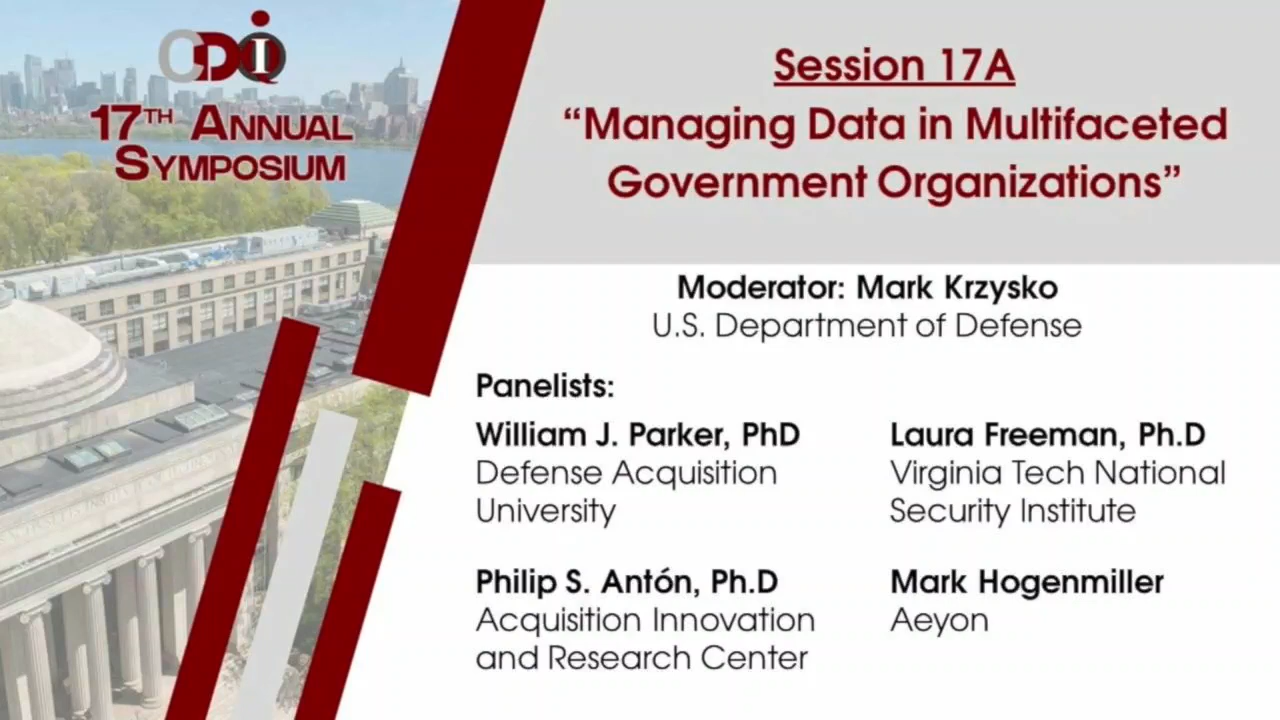 CDOIQ
17TH ANNUAL
SYMPOSIUM
Session 17A
“Managing Data in Multifaceted
Government Organizations”
Moderator: Mark Krzysko
U.S. Department of Defense
Panelists:
William J. Parker, PhD
Defense Acquisition
University
Laura Freeman, Ph.D
Virginia Tech National
Security Institute
Philip S. Antón, Ph.D
Acquisition Innovation
and Research Center
Mark Hogenmiller
Aeyon